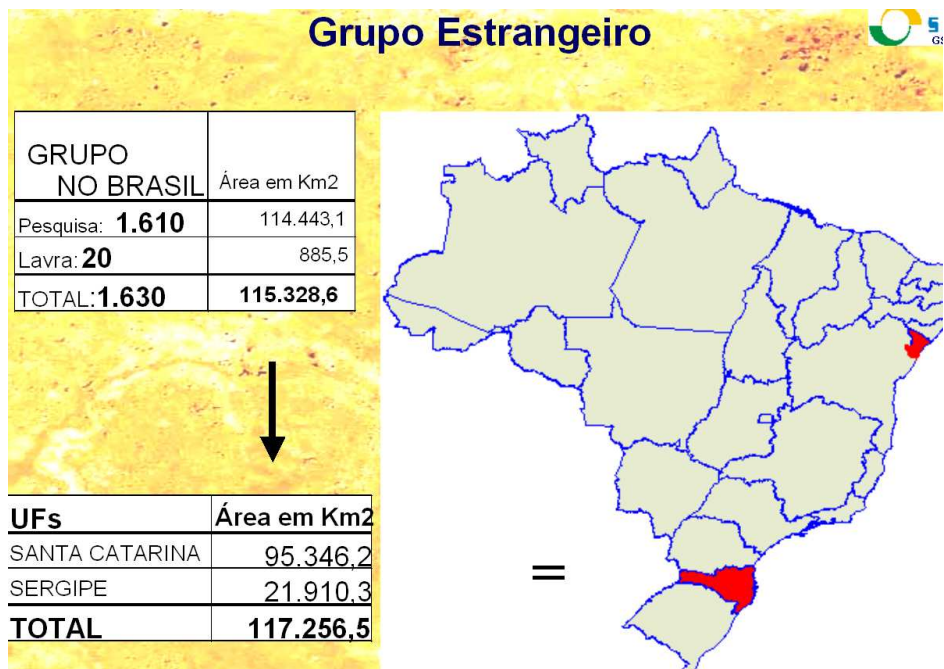 Grupo Estrangeiro
S
GS
GRUPO
NO BRASIL Área em Km2
Pesquisa: 1.610 114.443,1
Lavra: 20 885,5
TOTAL:1.630 115.328,6
UFs Área em Km2
SANTA CATARINA 95.346,2
SERGIPE 21.910,3
TOTAL 117.256,5
=